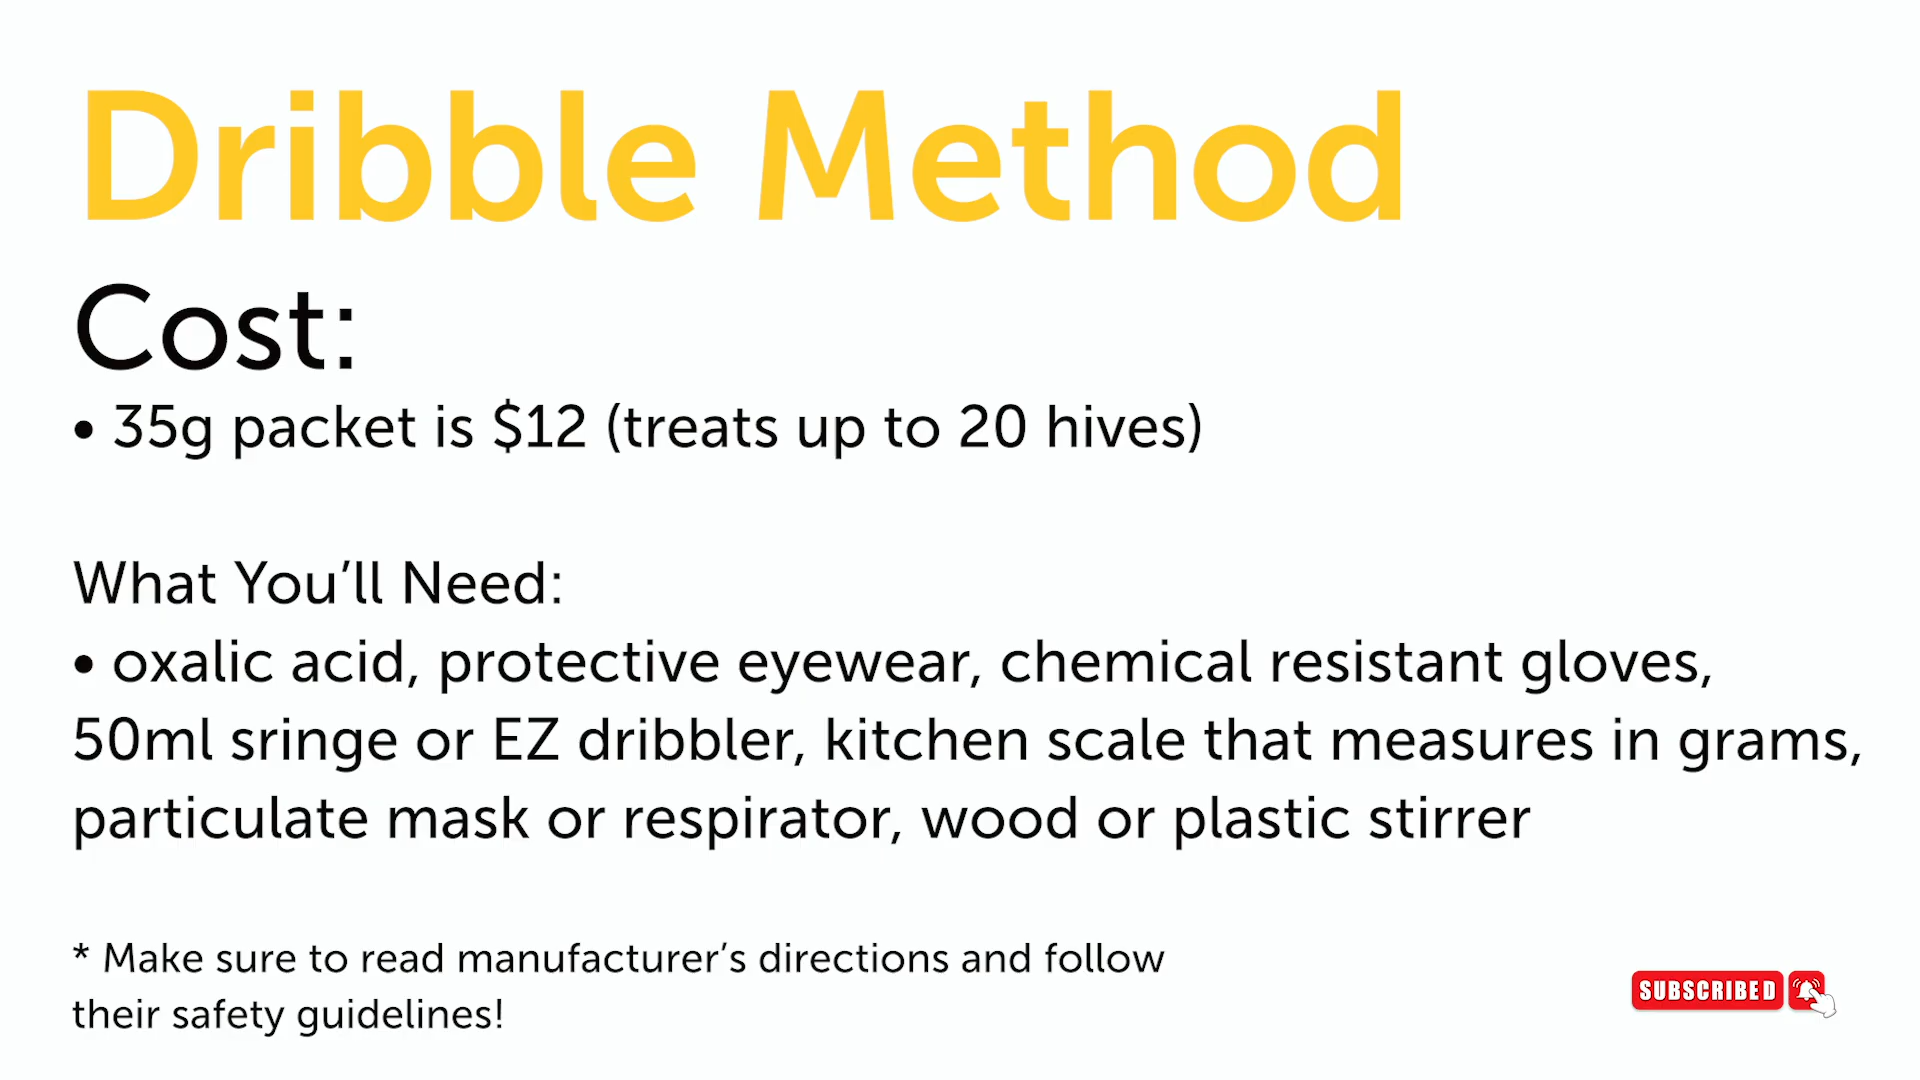 Dribble Method
Cost:
• 35g packet is $12 (treats up to 20 hives)
What You’ll Need:
• oxalic acid, protective eyewear, chemical resistant gloves,
50ml sringe or EZ dribbler, kitchen scale that measures in grams,
particulate mask or respirator, wood or plastic stirrer
* Make sure to read manufacturer’s directions and follow
their safety guidelines!
SUBSCRIBED